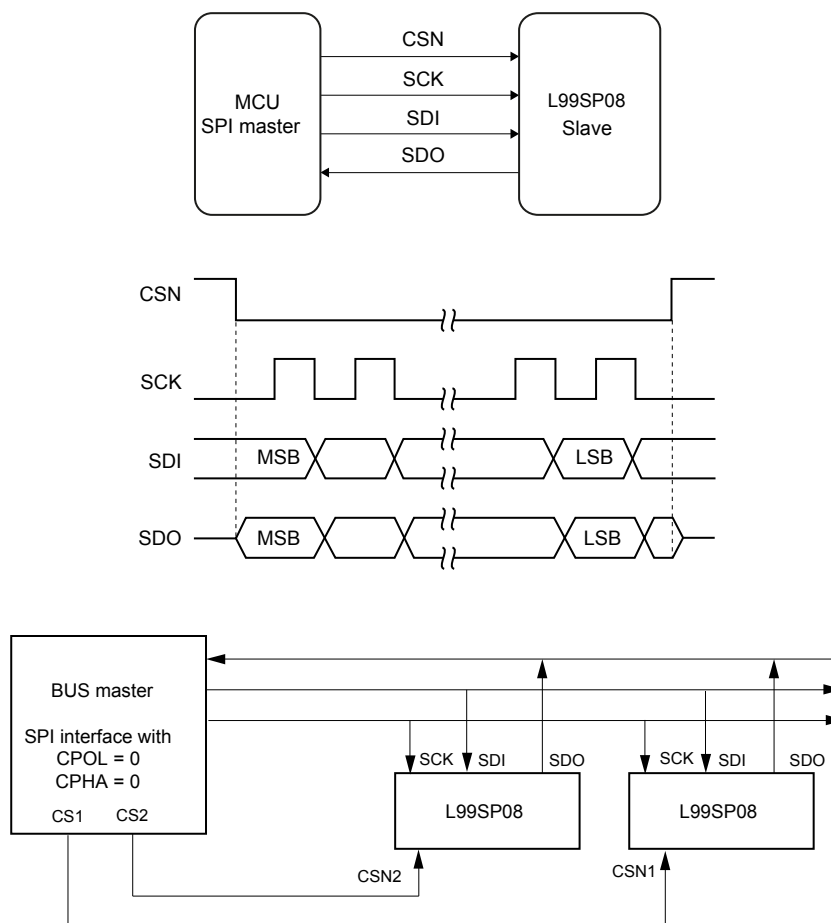 CSN
SCK
MCU
SPI master
SDI
L99SP08
Slave
SDO
CSN
SCK
SDI
MSB
LSB
SDO
MSB
LSB
BUS master
SPI interface with
CPOL = 0
CPHA = 0
CS1
CS2
SCK
SDI
SDO
L99SP08
CSN2
SCK
SDI
SDO
L99SP08
CSN1